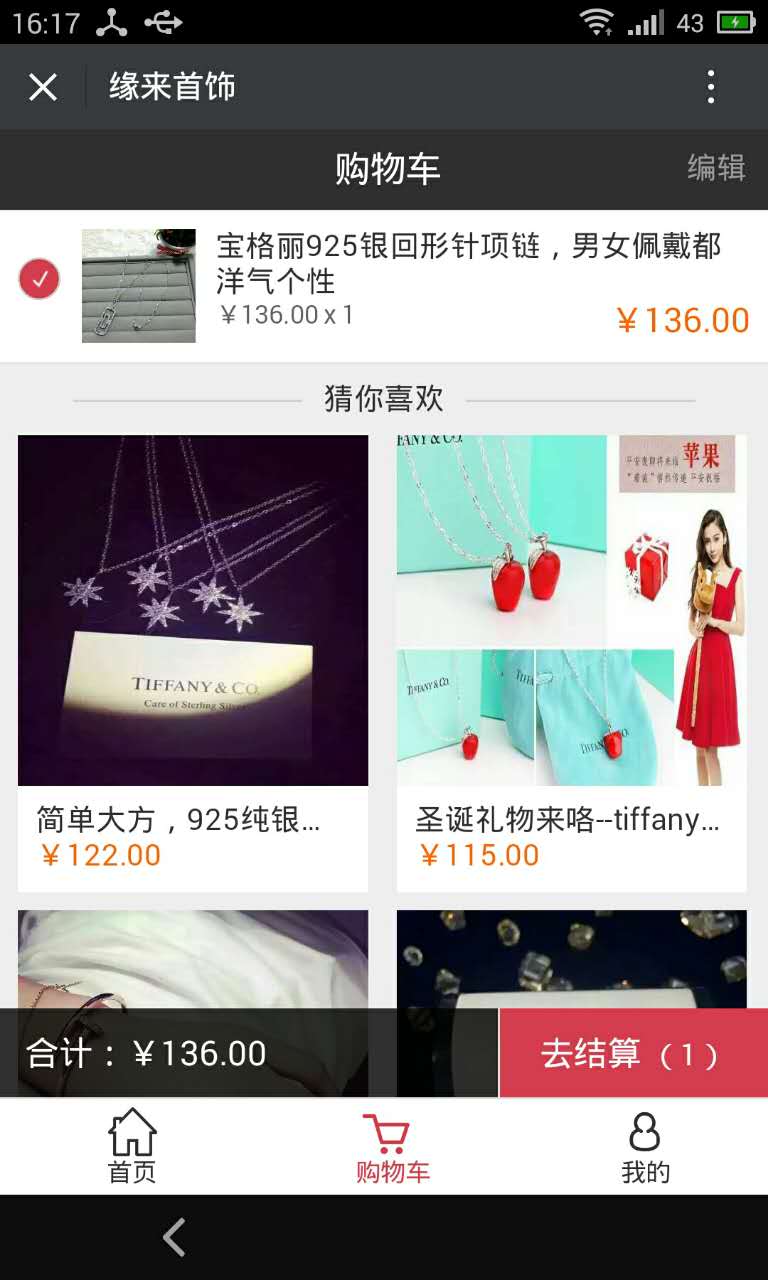 16:17
43
缘来首饰
购物车
编辑
宝格丽925银回形针项链，男女佩戴都
洋气个性
￥136.00 x 1
￥136.00
猜你喜欢
TIFFANY & CO.
Care of Sterling Silver
简单大方，925纯银...
￥122.00
苹果
TIFFANY & CO.
圣诞礼物来咯--tiffany...
￥115.00
合计：￥136.00
去结算（1）
首页
购物车
我的